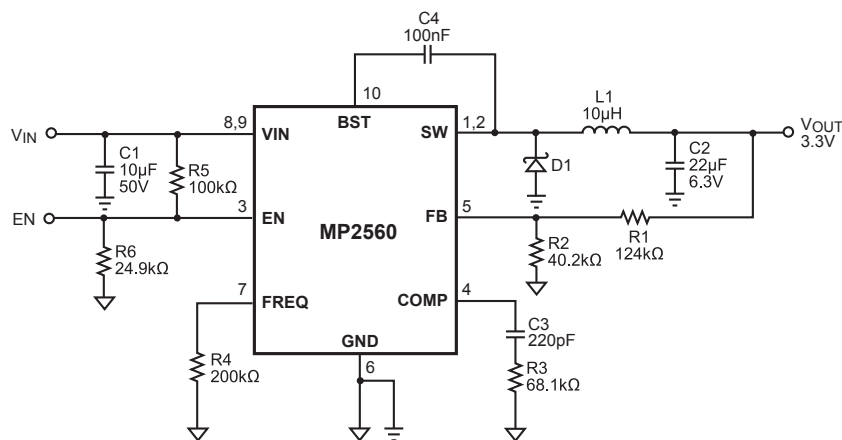 C4
100nF
10
L1
10µH
VIN
8,9
VIN
BST
SW
1,2
VOUT
3.3V
C1
10µF
50V
R5
100kΩ
D1
C2
22µF
6.3V
EN
3
EN
MP2560
FB
5
R6
24.9kΩ
R2
40.2kΩ
R1
124kΩ
7
FREQ
COMP
4
C3
220pF
GND
6
R4
200kΩ
R3
68.1kΩ